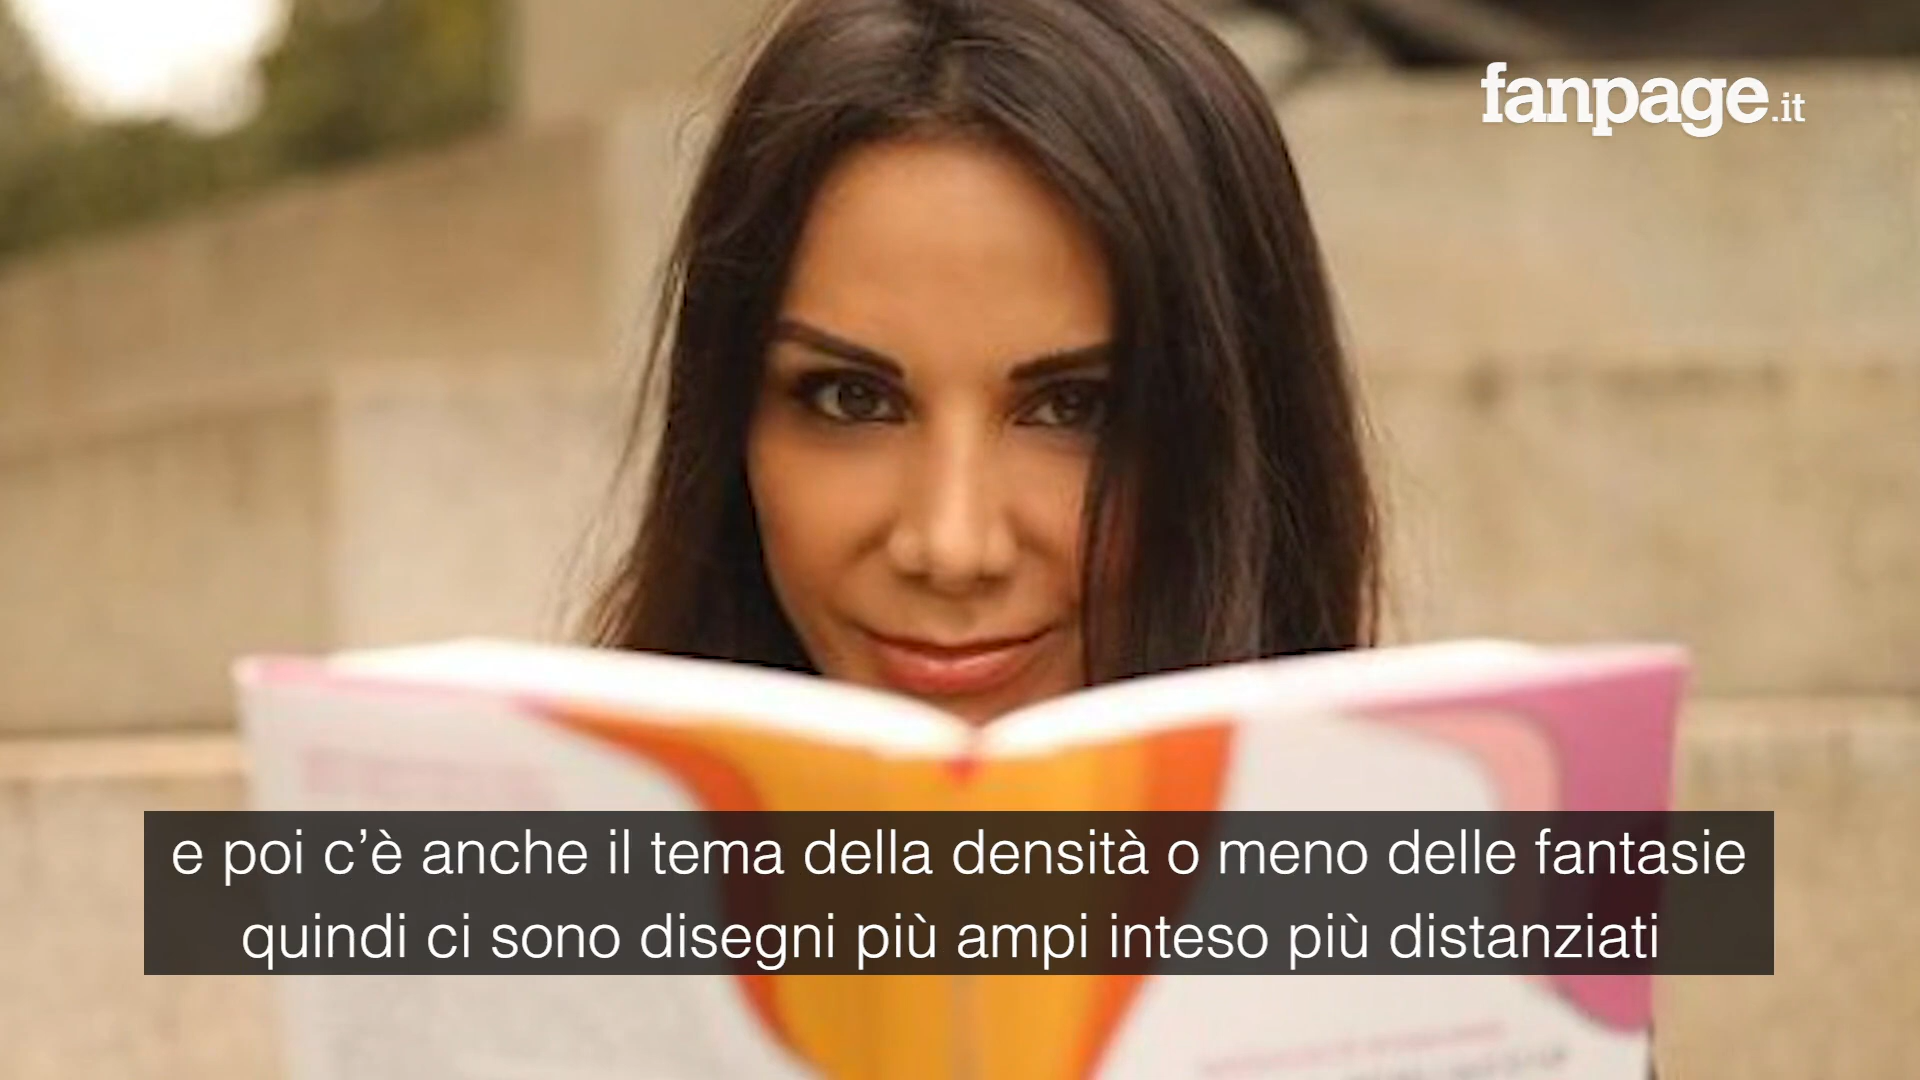 fanpage.it
e poi c’è anche il tema della densità o meno delle fantasie
quindi ci sono disegni più ampi inteso più distanziati